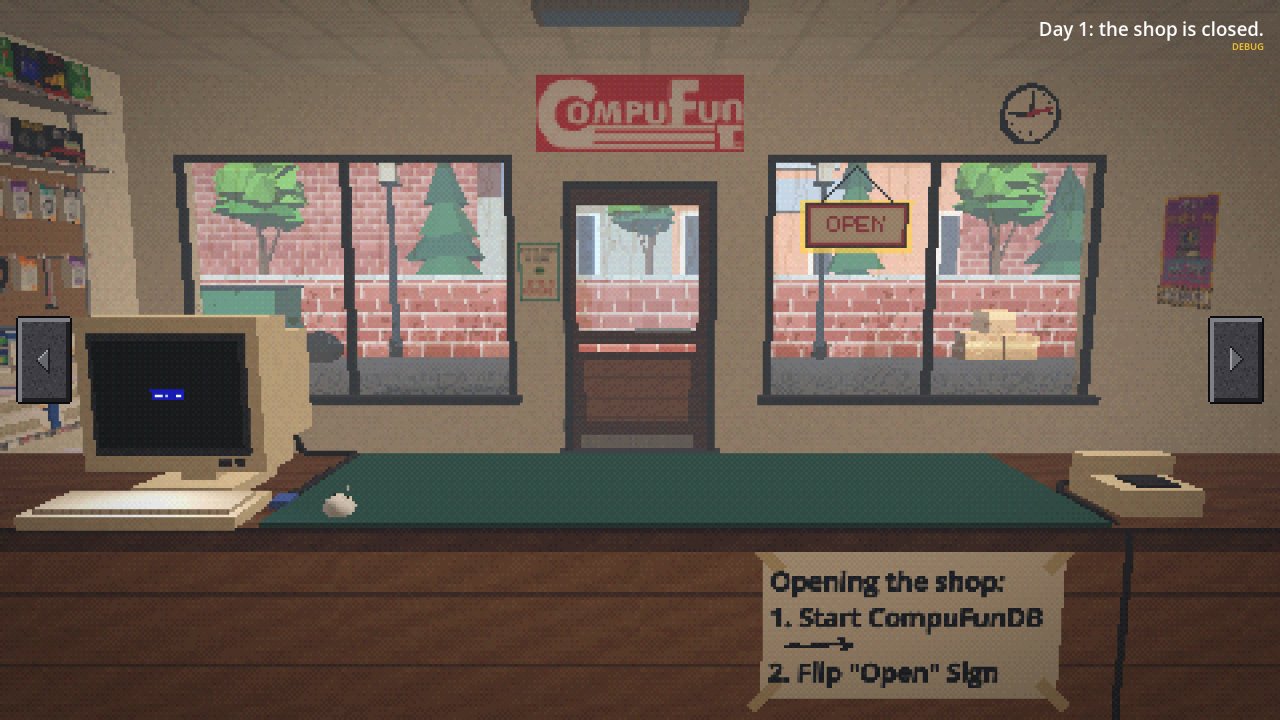 Day 1: the shop is closed.
DEBUG
COMPUFUN
OPEN
Opening the shop:
1. Start CompuFunDB
2. Flip "Open" Sign